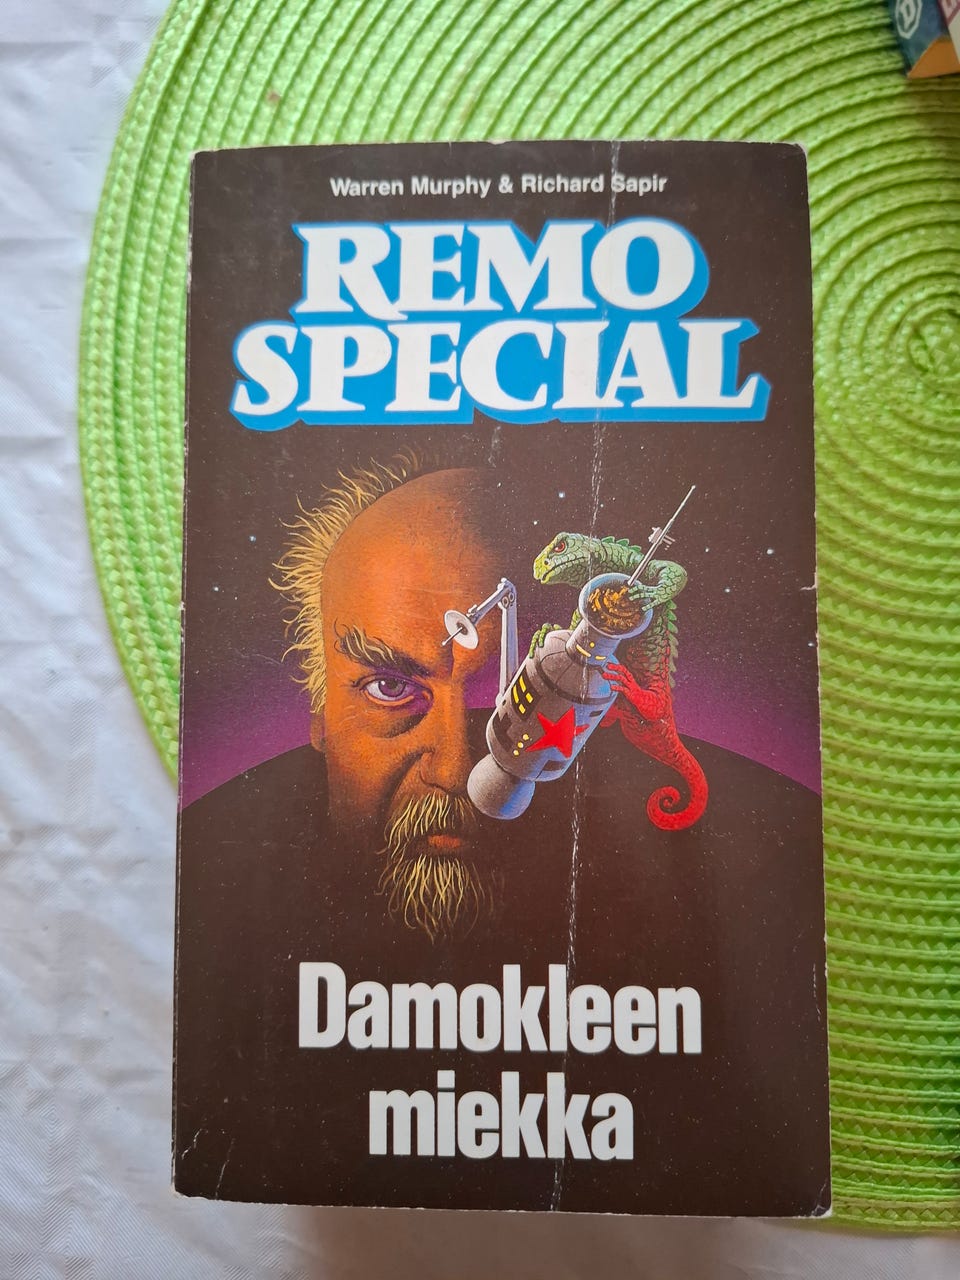 Warren Murphy & Richard Sapir
REMO
SPECIAL
Damokleen
miekka